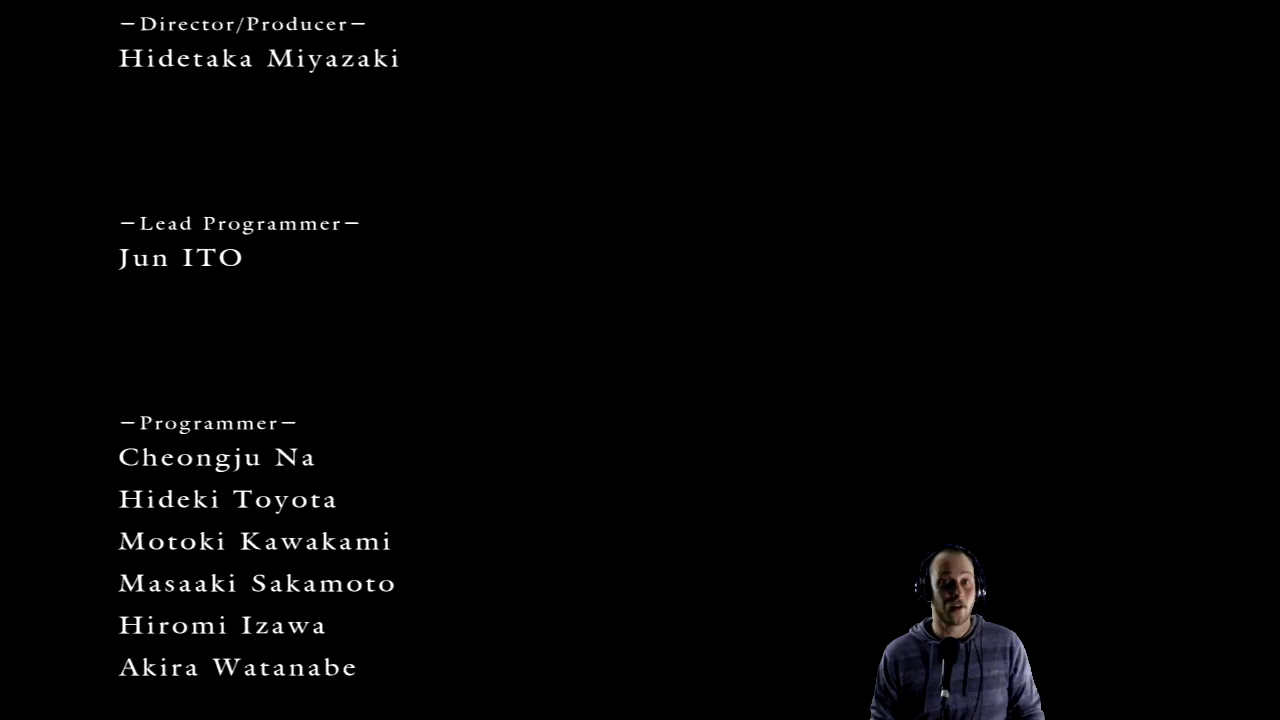 —Director/Producer—
Hidetaka Miyazaki
—Lead Programmer—
Jun ITO
—Programmer—
Cheongju Na
Hideki Toyota
Motoki Kawakami
Masaaki Sakamoto
Hiromi Izawa
Akira Watanabe